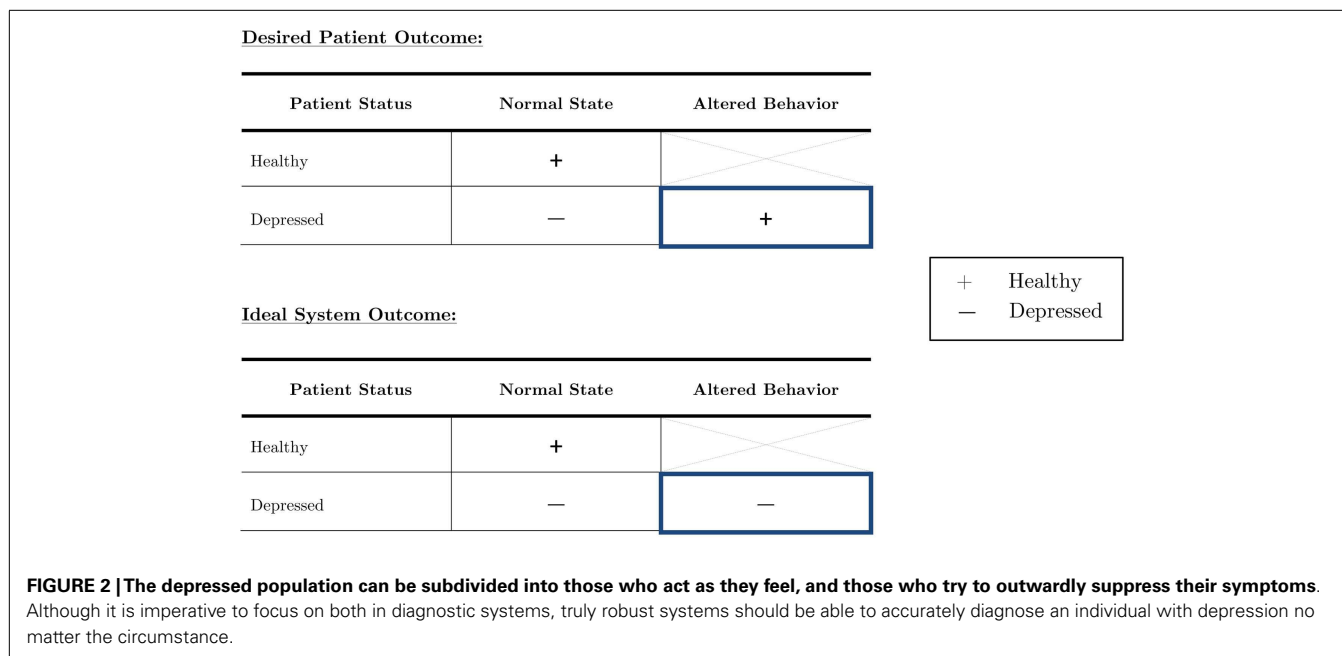 Desired Patient Outcome:
Patient Status Normal State Altered Behavior
Healthy +
Depressed — +
+ Healthy
— Depressed
Ideal System Outcome:
Patient Status Normal State Altered Behavior
Healthy +
Depressed — —
FIGURE 2 | The depressed population can be subdivided into those who act as they feel, and those who try to outwardly suppress their symptoms.
Although it is imperative to focus on both in diagnostic systems, truly robust systems should be able to accurately diagnose an individual with depression no
matter the circumstance.